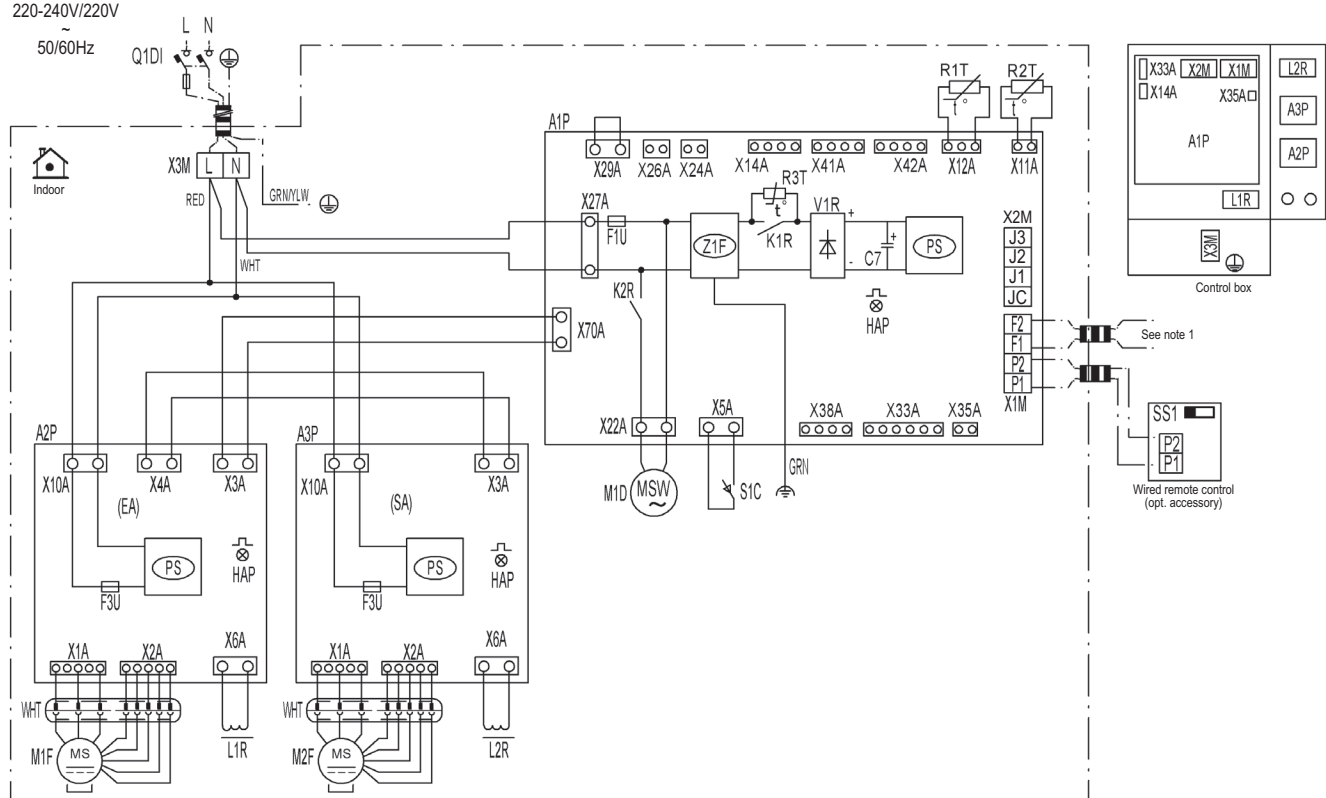 220-240V/220V
~
50/60Hz
L N
Q1DI
Indoor
X3M L N
RED
GRN/YLW
WHT
A1P
X29A X26A X24A X14A X41A X42A X12A X11A
R1T R2T
X27A
F1U
Z1F
R3T
t°
K1R
V1R
+
-
C7
+
PS
HAP
K2R
X70A
X2M
J3
J2
J1
JC
F2
F1
P2
P1
X1M
See note 1
X22A X5A X38A X33A X35A
M1D MSW
~
S1C
GRN
SS1
P2
P1
Wired remote control
(opt. accessory)
X33A X2M X1M
X14A X35A
A1P
L2R
A3P
A2P
L1R
X3M
Control box
A2P
X10A X4A X3A
(EA)
PS
HAP
F3U
X1A X2A X6A
WHT
M1F MS
L1R
A3P
X10A X3A
(SA)
PS
HAP
F3U
X1A X2A X6A
WHT
M2F MS
L2R